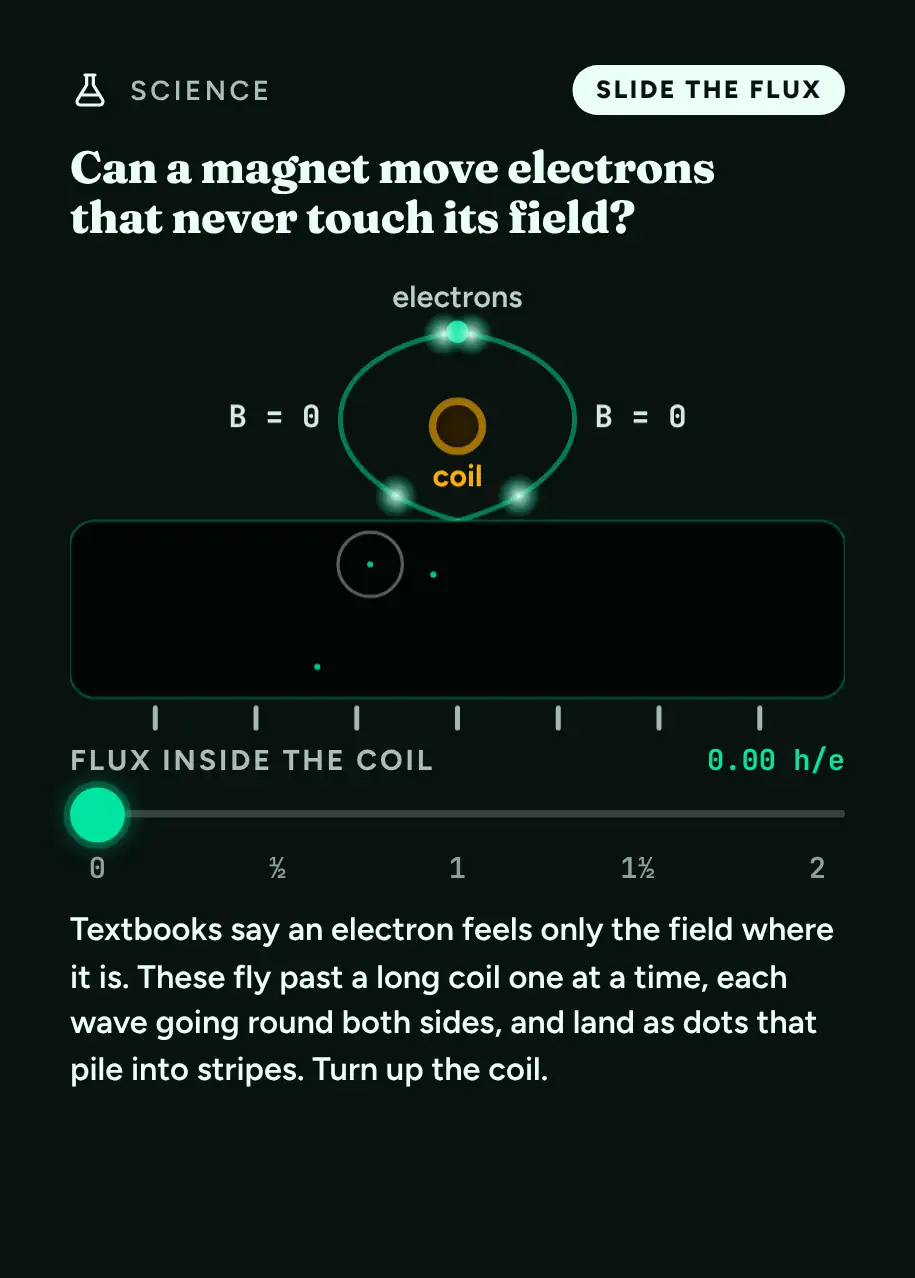 SCIENCE
SLIDE THE FLUX
Can a magnet move electrons
that never touch its field?
electrons
B = 0
B = 0
coil
FLUX INSIDE THE COIL
0.00 h/e
0 ½ 1 1½ 2
Textbooks say an electron feels only the field where
it is. These fly past a long coil one at a time, each
wave going round both sides, and land as dots that
pile into stripes. Turn up the coil.